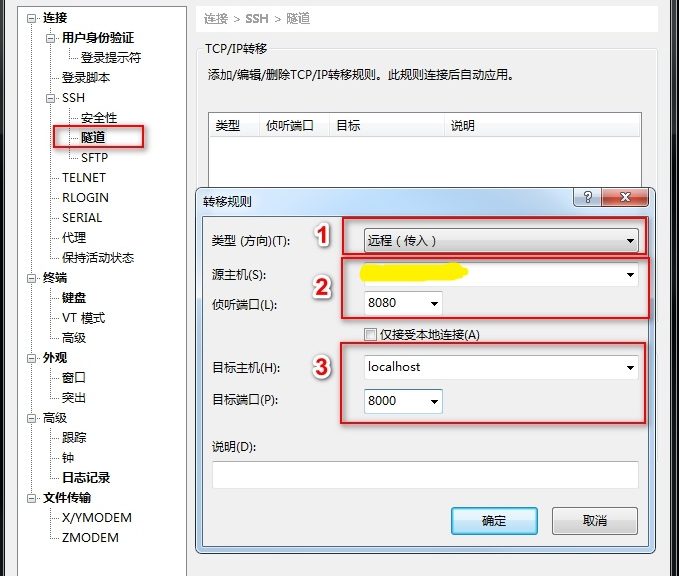 连接
用户身份验证
登录提示符
登录脚本
SSH
安全性
隧道
SFTP
TELNET
RLOGIN
SERIAL
代理
保持活动状态
终端
键盘
VT 模式
高级
外观
窗口
突出
高级
跟踪
钟
日志记录
文件传输
X/YMODEM
ZMODEM
连接 > SSH > 隧道
TCP/IP转移
添加/编辑/删除TCP/IP转移规则。此规则连接后自动应用。
类型 侦听端口 目标 说明
转移规则
类型 (方向)(T): 1 远程（传入）
源主机(S):
2
侦听端口(L): 8080
仅接受本地连接(A)
目标主机(H): 3 localhost
目标端口(P): 8000
说明(D):
确定 取消